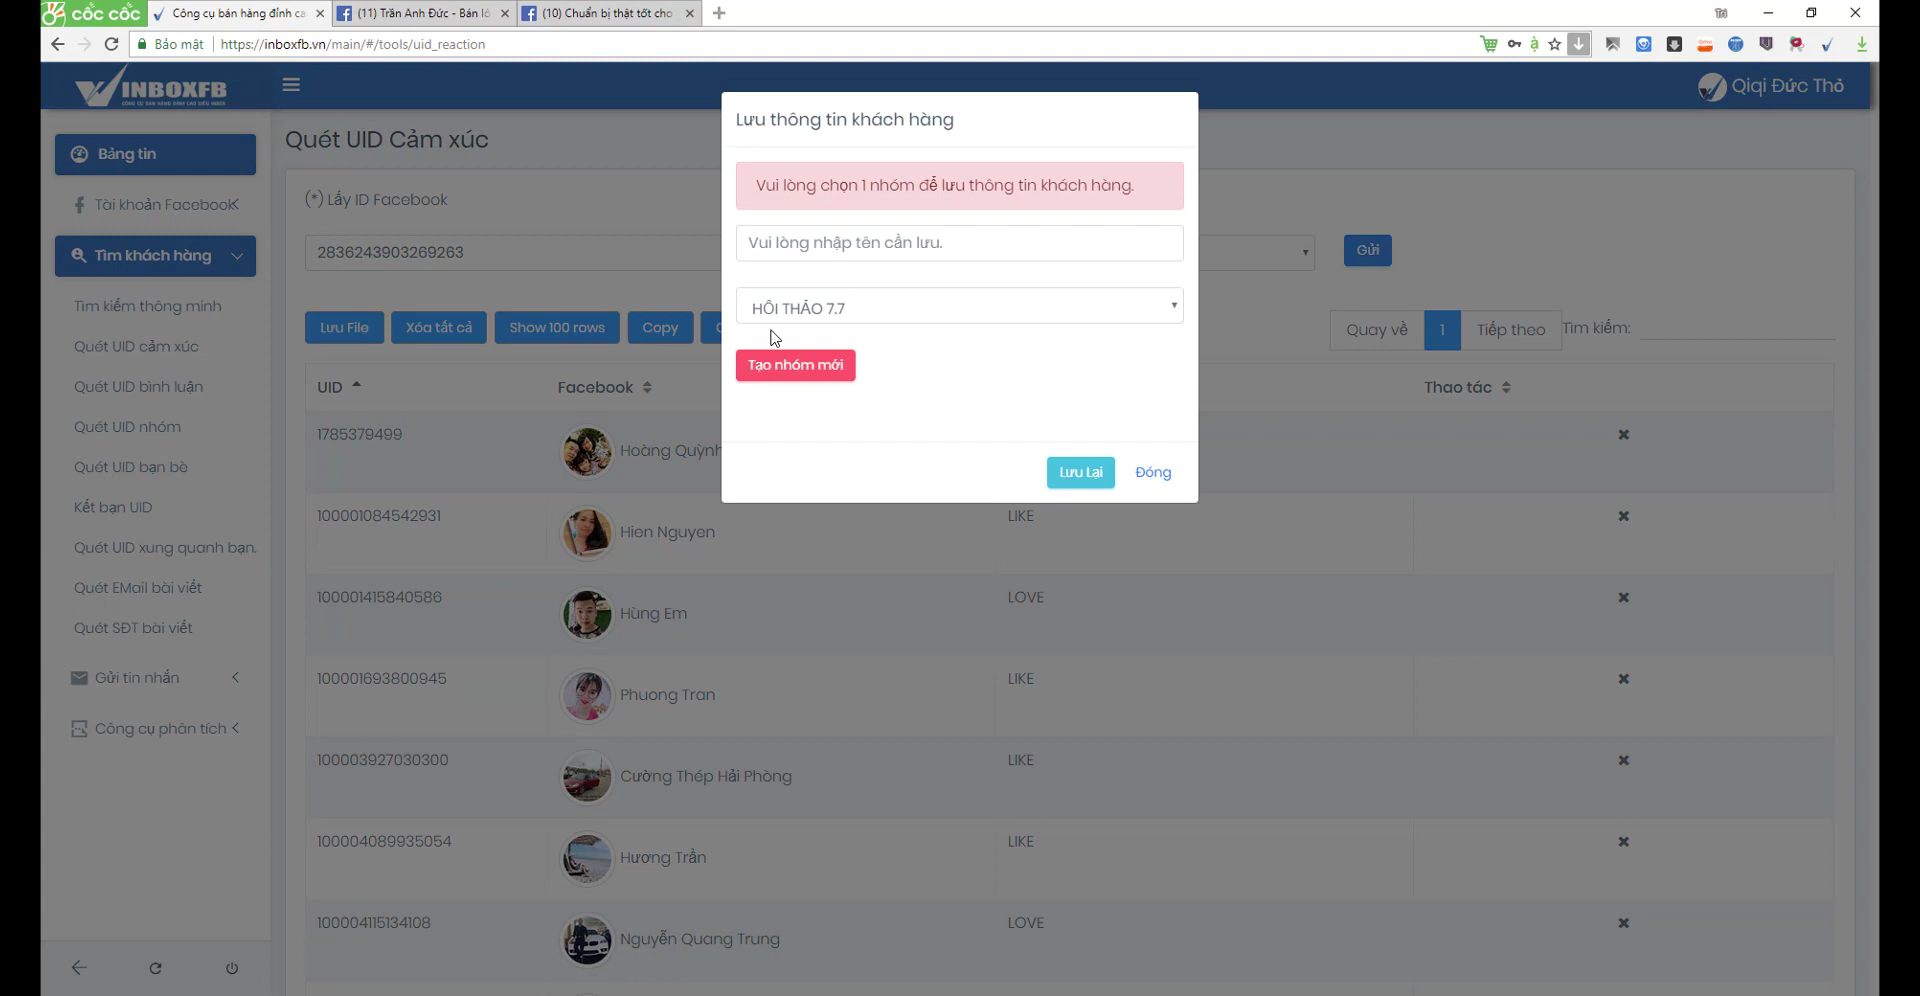 cốc cốc
Công cụ bán hàng đỉnh ca
(11) Trần Anh Đức - Bán lẻ
(10) Chuẩn bị thật tốt cho
Bảo mật
https://inboxfb.vn/main/#/tools/uid_reaction
INBOXFB
Qiqi Đức Thỏ
Bảng tin
Tài khoản Facebook
Tìm khách hàng
Tìm kiếm thông minh
Quét UID cảm xúc
Quét UID bình luận
Quét UID nhóm
Quét UID bạn bè
Kết bạn UID
Quét UID xung quanh bạn.
Quét EMail bài viết
Quét SĐT bài viết
Gửi tin nhắn
Công cụ phân tích
Quét UID Cảm xúc
(*) Lấy ID Facebook
2836243903269263
Gửi
Lưu File
Xóa tất cả
Show 100 rows
Copy
Quay về
1
Tiếp theo
Tìm kiếm:
Lưu thông tin khách hàng
Vui lòng chọn 1 nhóm để lưu thông tin khách hàng.
Vui lòng nhập tên cần lưu.
HỘI THẢO 7.7
Tạo nhóm mới
Lưu Lại
Đóng
UID
Facebook
Thao tác
1785379499
Hoàng Quỳnh
100001084542931
Hien Nguyen
LIKE
100001415840586
Hùng Em
LOVE
100001693800945
Phuong Tran
LIKE
100003927030300
Cường Thép Hải Phòng
LIKE
100004089935054
Hương Trần
LIKE
100004115134108
Nguyễn Quang Trung
LOVE